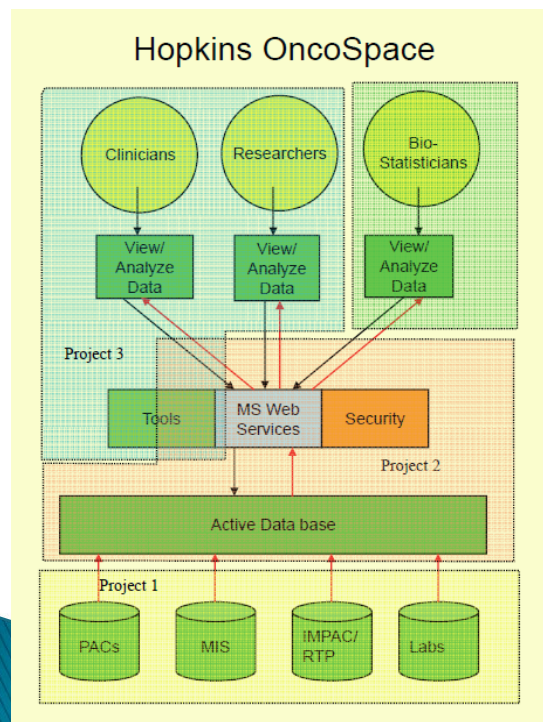 Hopkins OncoSpace
Clinicians
Researchers
Bio-
Statisticians
View/
Analyze
Data
View/
Analyze
Data
View/
Analyze
Data
Project 3
Tools
MS Web
Services
Security
Project 2
Active Data base
Project 1
PACs
MIS
IMPAC/
RTP
Labs